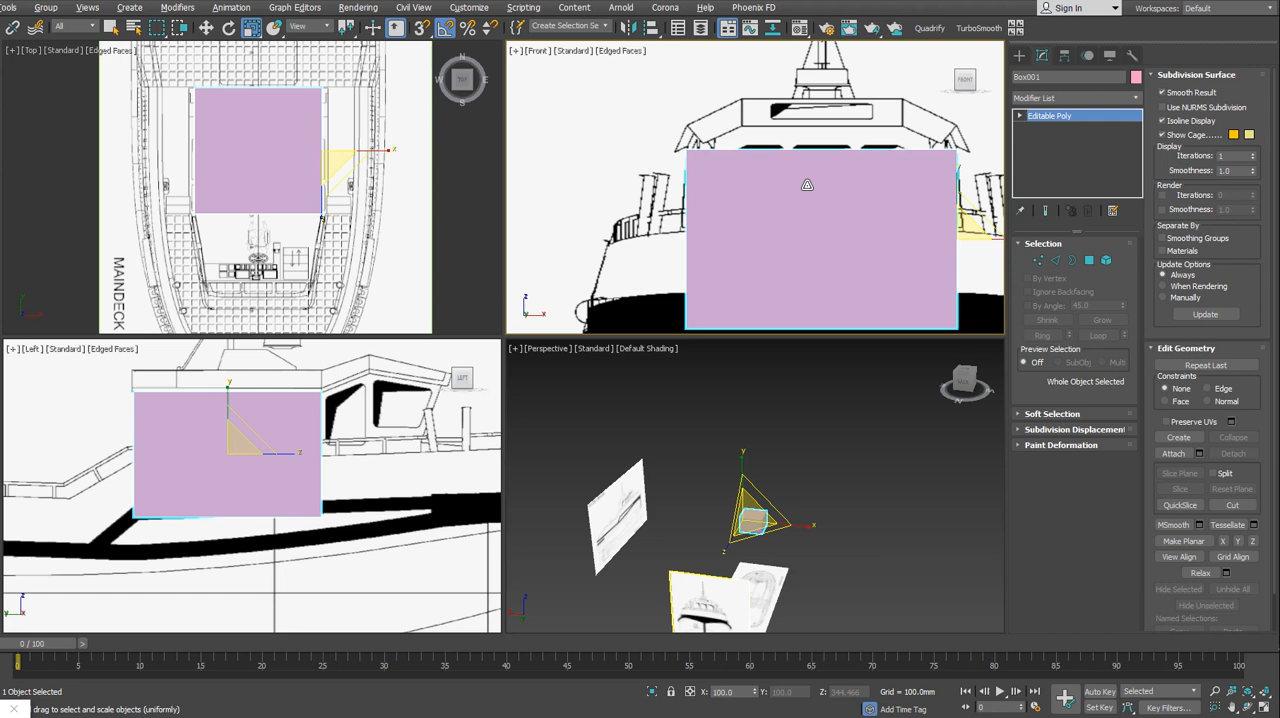 Tools Group Create Modifiers Animation Graph Editors Rendering Civil View Customize Scripting Content Arnold Corona Help Phoenix FD Sign In Workspaces: Default
All View Create Selection Se Quadrify TurboSmooth
[+] [Top] [Standard] [Edged Faces]
[+] [Front] [Standard] [Edged Faces]
TOP
N
W E
S
FRONT
x
MAINDECK
[+] [Left] [Standard] [Edged Faces]
[+] [Perspective] [Standard] [Default Shading]
LEFT
y
x
y
x
z
Box001
Modifier List
Editable Poly
Selection
By Vertex
Ignore Backfacing
By Angle: 45.0
Shrink Grow
Ring Loop
Preview Selection
Off SubObj Multi
Whole Object Selected
Soft Selection
Subdivision Displacemen
Paint Deformation
Subdivision Surface
Smooth Result
Use NURMS Subdivision
Isoline Display
Show Cage......
Display
Iterations: 1
Smoothness: 1.0
Render
Iterations: 0
Smoothness: 1.0
Separate By
Smoothing Groups
Materials
Update Options
Always
When Rendering
Manually
Update
Edit Geometry
Repeat Last
Constraints
None Edge
Face Normal
Preserve UVs
Create Collapse
Attach Detach
Slice Plane Split
Slice Reset Plane
QuickSlice Cut
MSmooth Tessellate
Make Planar X Y Z
View Align Grid Align
Relax
Hide Selected Unhide All
Hide Unselected
Named Selections:
0 / 100
0 5 10 15 20 25 30 35 40 45 50 55 60 65 70 75 80 85 90 95 100
1 Object Selected X: 100.0 Y: 100.0 Z: 344.466 Grid = 100.0mm Auto Key Selected
drag to select and scale objects (uniformly) Add Time Tag 0 Set Key Key Filters...